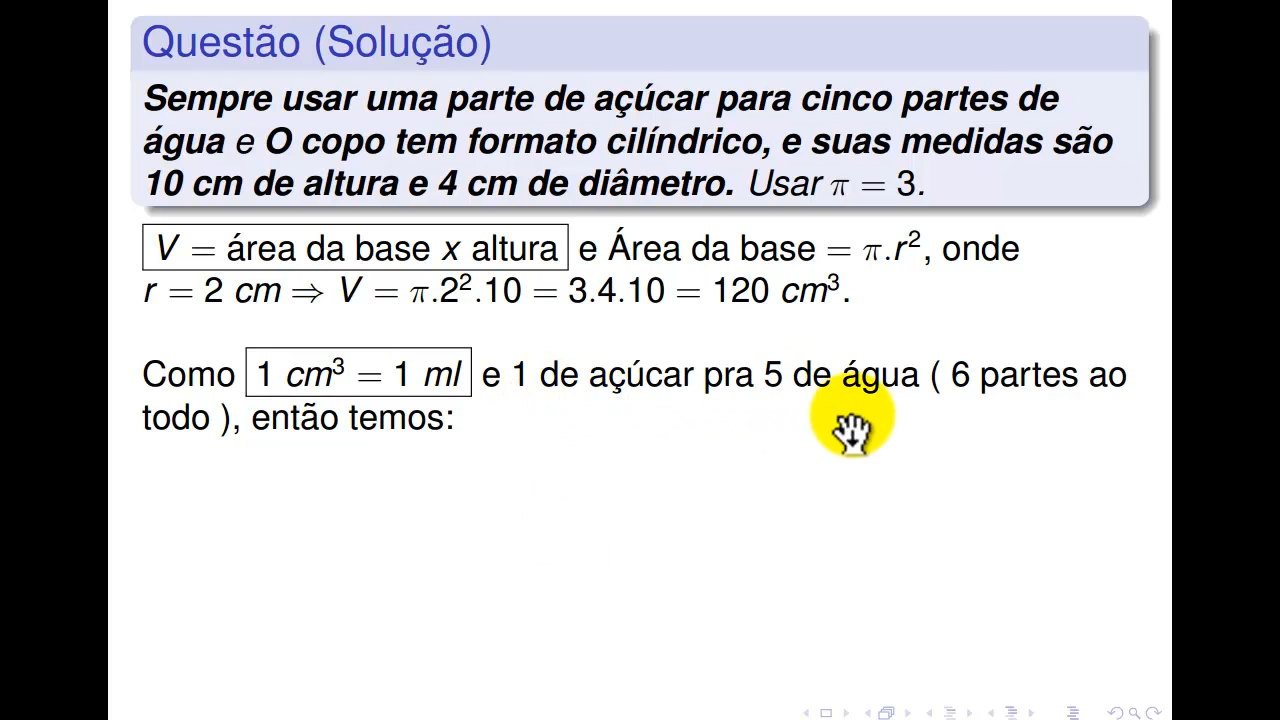 Questão (Solução)
Sempre usar uma parte de açúcar para cinco partes de
água e O copo tem formato cilíndrico, e suas medidas são
10 cm de altura e 4 cm de diâmetro. Usar π = 3.
V = área da base x altura e Área da base = π.r², onde
r = 2 cm ⇒ V = π.2².10 = 3.4.10 = 120 cm³.
Como 1 cm³ = 1 ml e 1 de açúcar pra 5 de água ( 6 partes ao
todo ), então temos: